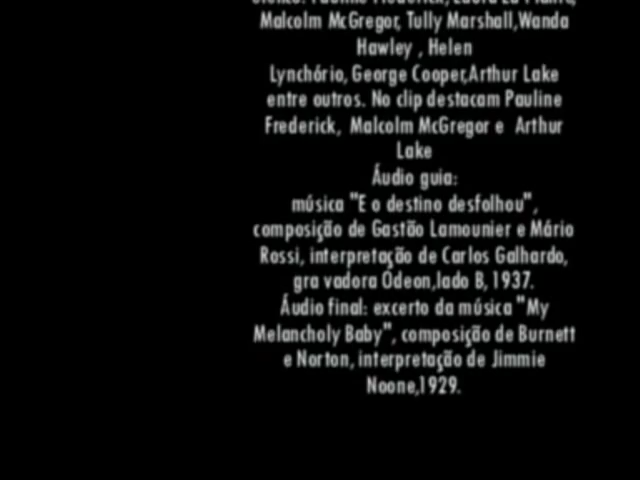 Malcolm McGregor, Tully Marshall,Wanda
Hawley , Helen
Lynchório, George Cooper,Arthur Lake
entre outros. No clip destacam Pauline
Frederick, Malcolm McGregor e Arthur
Lake
Áudio guia:
música "E o destino desfolhou",
composição de Gastão Lamounier e Mário
Rossi, interpretação de Carlos Galhardo,
gra vadora Odeon,lado B, 1937.
Áudio final: excerto da música "My
Melancholy Baby", composição de Burnett
e Norton, interpretação de Jimmie
Noone,1929.